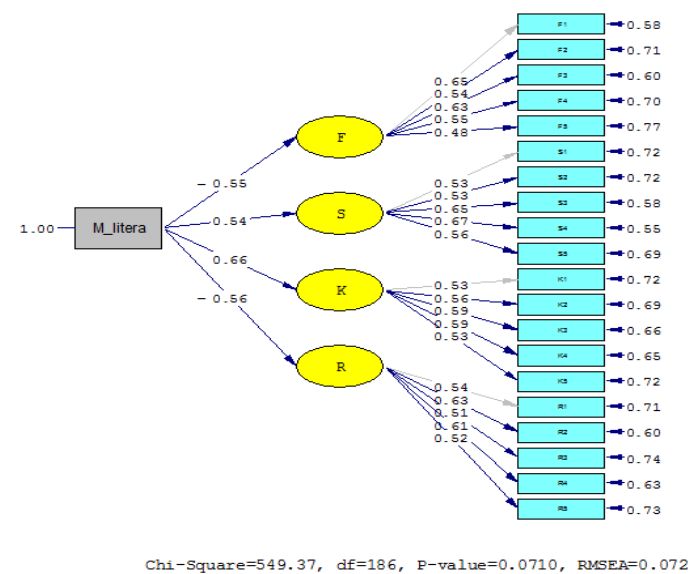 F1 0.58
F2 0.71
F3 0.60
F4 0.70
F5 0.77
0.65
0.54
0.63
0.55
0.48
F
S1 0.72
S2 0.72
S3 0.58
S4 0.55
S5 0.69
0.53
0.53
0.65
0.67
0.56
S
K1 0.72
K2 0.69
K3 0.66
K4 0.65
K5 0.72
0.53
0.56
0.59
0.59
0.53
K
R1 0.71
R2 0.60
R3 0.74
R4 0.63
R5 0.73
0.54
0.63
0.51
0.61
0.52
R
− 0.55
0.54
0.66
− 0.56
1.00 M_litera
Chi-Square=549.37, df=186, P-value=0.0710, RMSEA=0.072